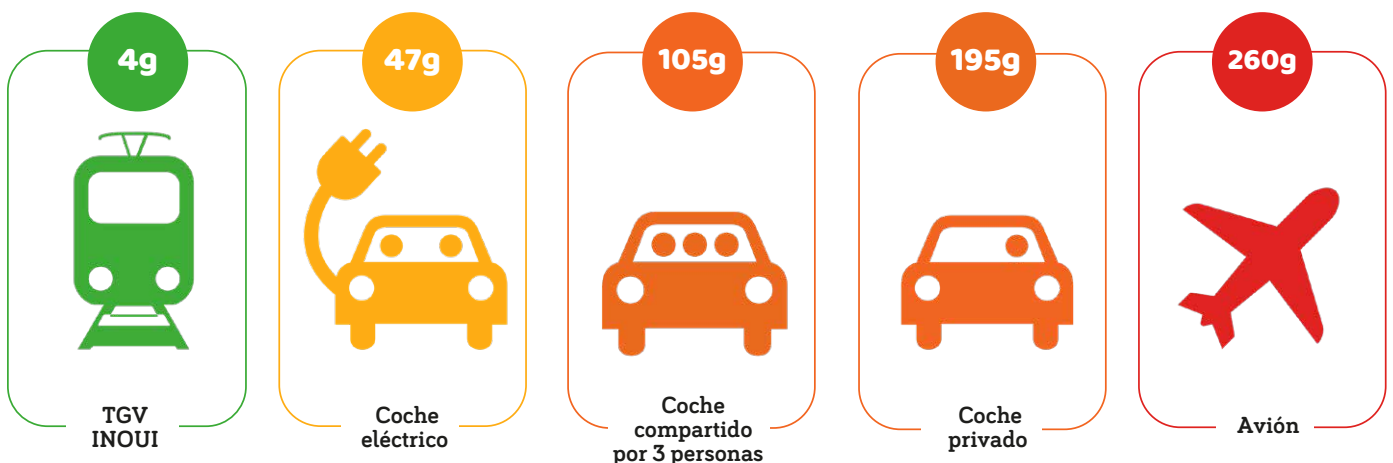 4g
47g
105g
195g
260g
TGV
INOUI
Coche
eléctrico
Coche
compartido
por 3 personas
Coche
privado
Avión